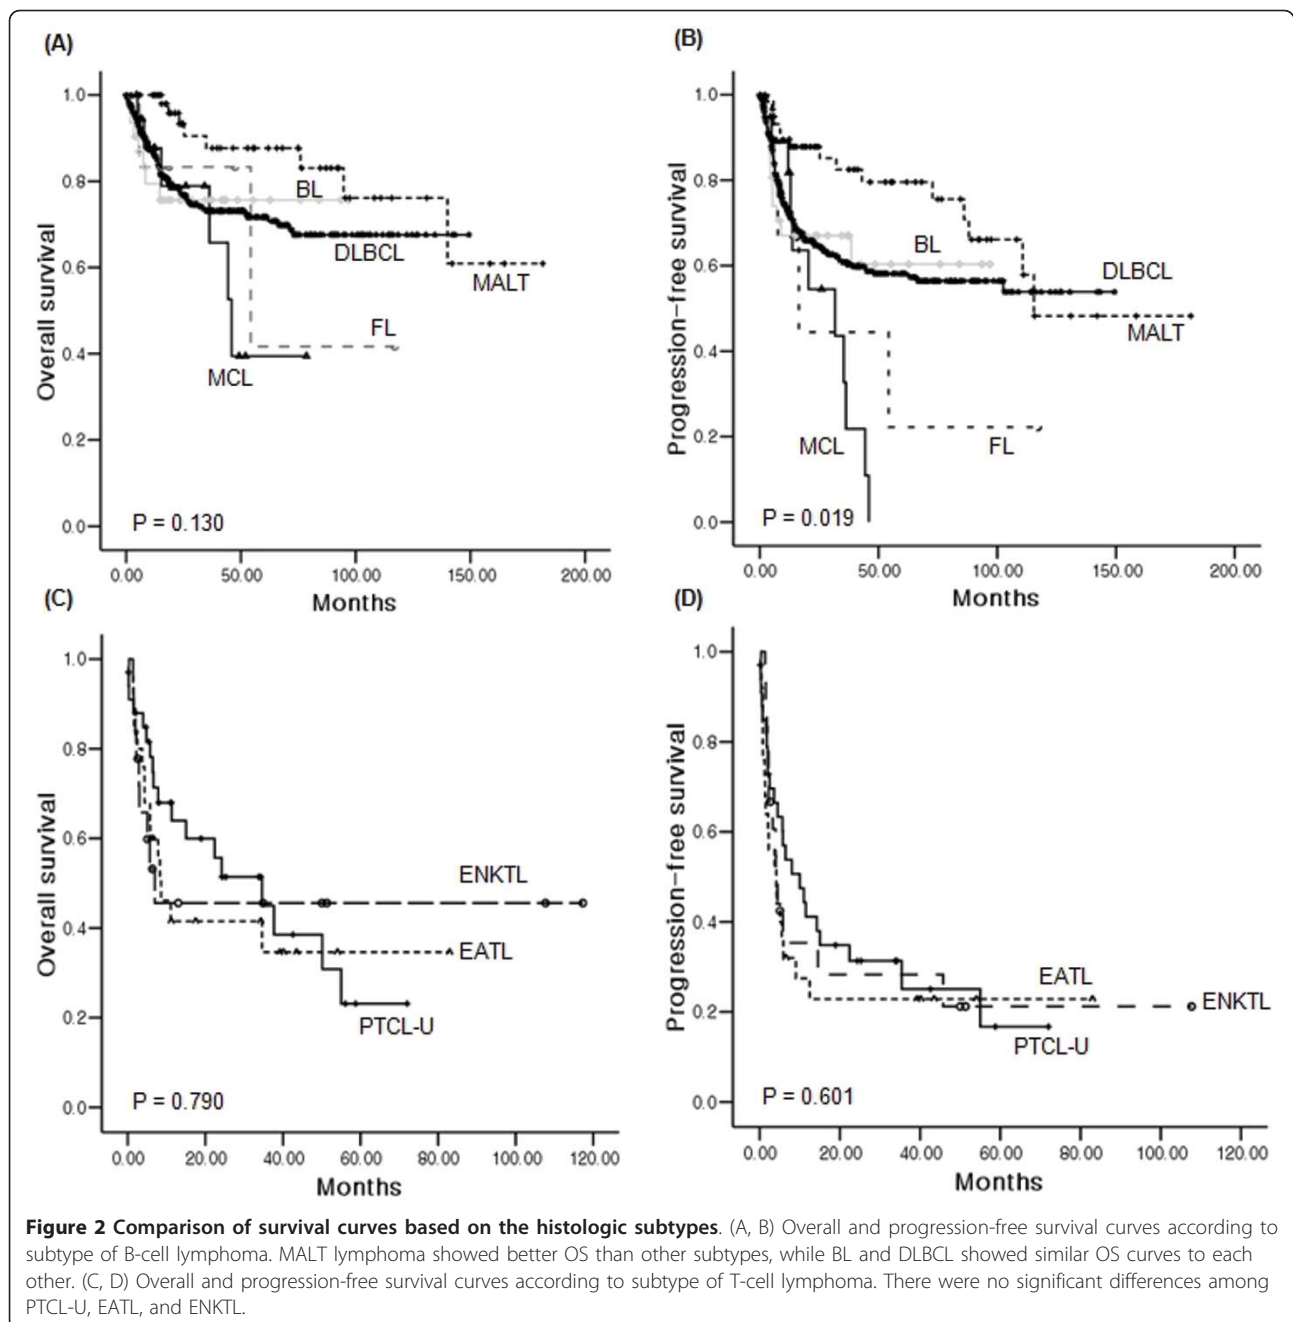 (A)
Overall survival
1.0
0.8
0.6
0.4
0.2
0.0
BL
DLBCL
MALT
FL
MCL
P = 0.130
0.00 50.00 100.00 150.00 200.00
Months
(B)
Progression-free survival
1.0
0.8
0.6
0.4
0.2
0.0
BL
DLBCL
MALT
MCL
FL
P = 0.019
0.00 50.00 100.00 150.00 200.00
Months
(C)
Overall survival
1.0
0.8
0.6
0.4
0.2
0.0
ENKTL
EATL
PTCL-U
P = 0.790
0.00 20.00 40.00 60.00 80.00 100.00 120.00
Months
(D)
Progression-free survival
1.0
0.8
0.6
0.4
0.2
0.0
EATL
ENKTL
PTCL-U
P = 0.601
0.00 20.00 40.00 60.00 80.00 100.00 120.00
Months
Figure 2 Comparison of survival curves based on the histologic subtypes. (A, B) Overall and progression-free survival curves according to
subtype of B-cell lymphoma. MALT lymphoma showed better OS than other subtypes, while BL and DLBCL showed similar OS curves to each
other. (C, D) Overall and progression-free survival curves according to subtype of T-cell lymphoma. There were no significant differences among
PTCL-U, EATL, and ENKTL.